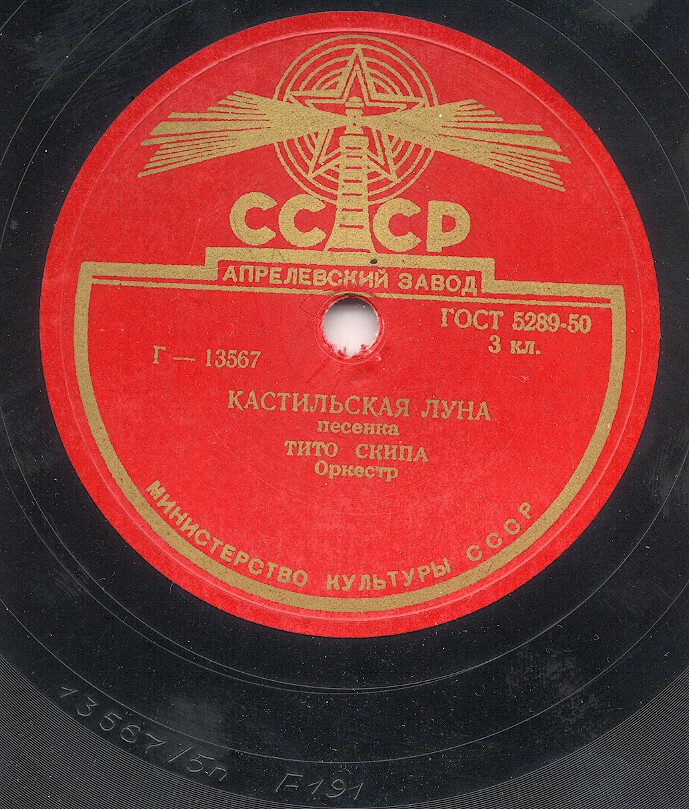 СССР
АПРЕЛЕВСКИЙ ЗАВОД
ГОСТ 5289-50
3 кл.
Г — 13567
КАСТИЛЬСКАЯ ЛУНА
песенка
ТИТО СКИПА
Оркестр
МИНИСТЕРСТВО КУЛЬТУРЫ СССР
13567/5п Г-191